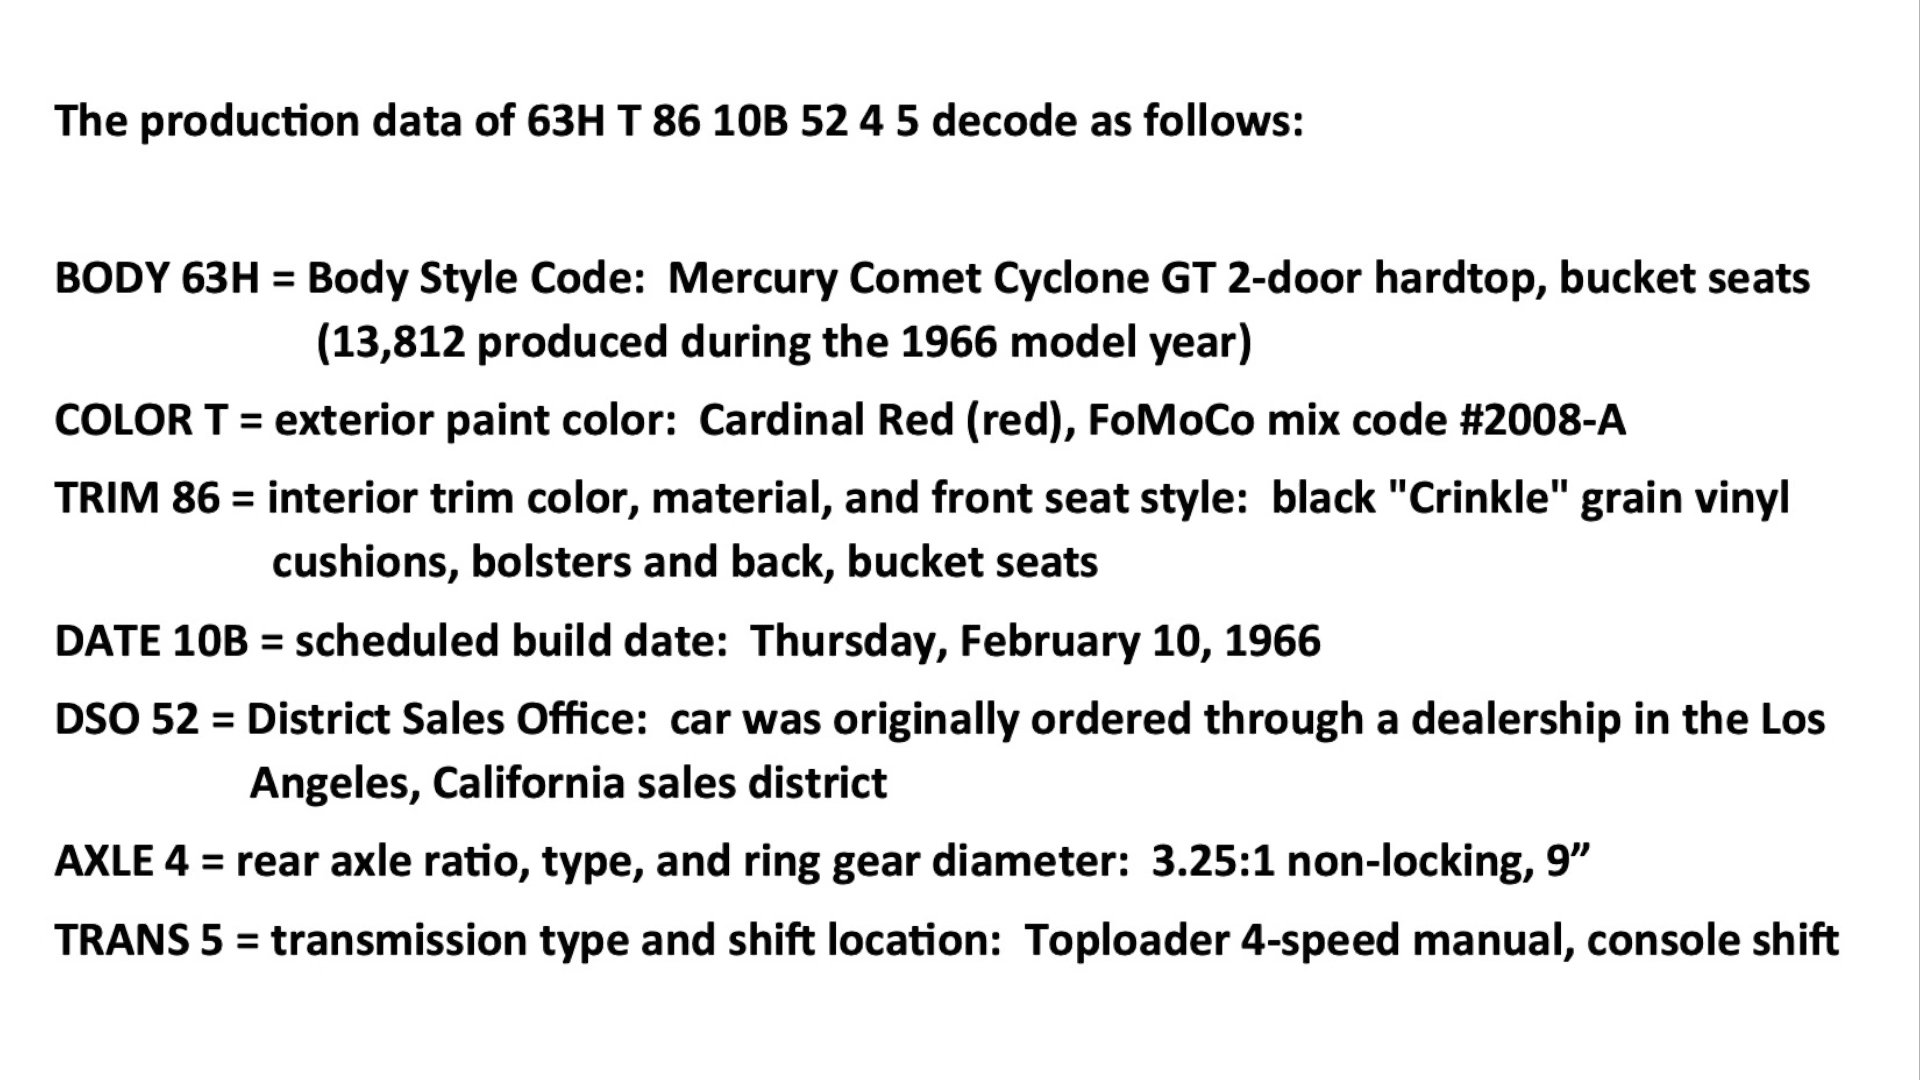 The production data of 63H T 86 10B 52 4 5 decode as follows:
BODY 63H = Body Style Code:  Mercury Comet Cyclone GT 2-door hardtop, bucket seats
(13,812 produced during the 1966 model year)
COLOR T = exterior paint color:  Cardinal Red (red), FoMoCo mix code #2008-A
TRIM 86 = interior trim color, material, and front seat style:  black "Crinkle" grain vinyl
cushions, bolsters and back, bucket seats
DATE 10B = scheduled build date:  Thursday, February 10, 1966
DSO 52 = District Sales Office:  car was originally ordered through a dealership in the Los
Angeles, California sales district
AXLE 4 = rear axle ratio, type, and ring gear diameter:  3.25:1 non-locking, 9”
TRANS 5 = transmission type and shift location:  Toploader 4-speed manual, console shift